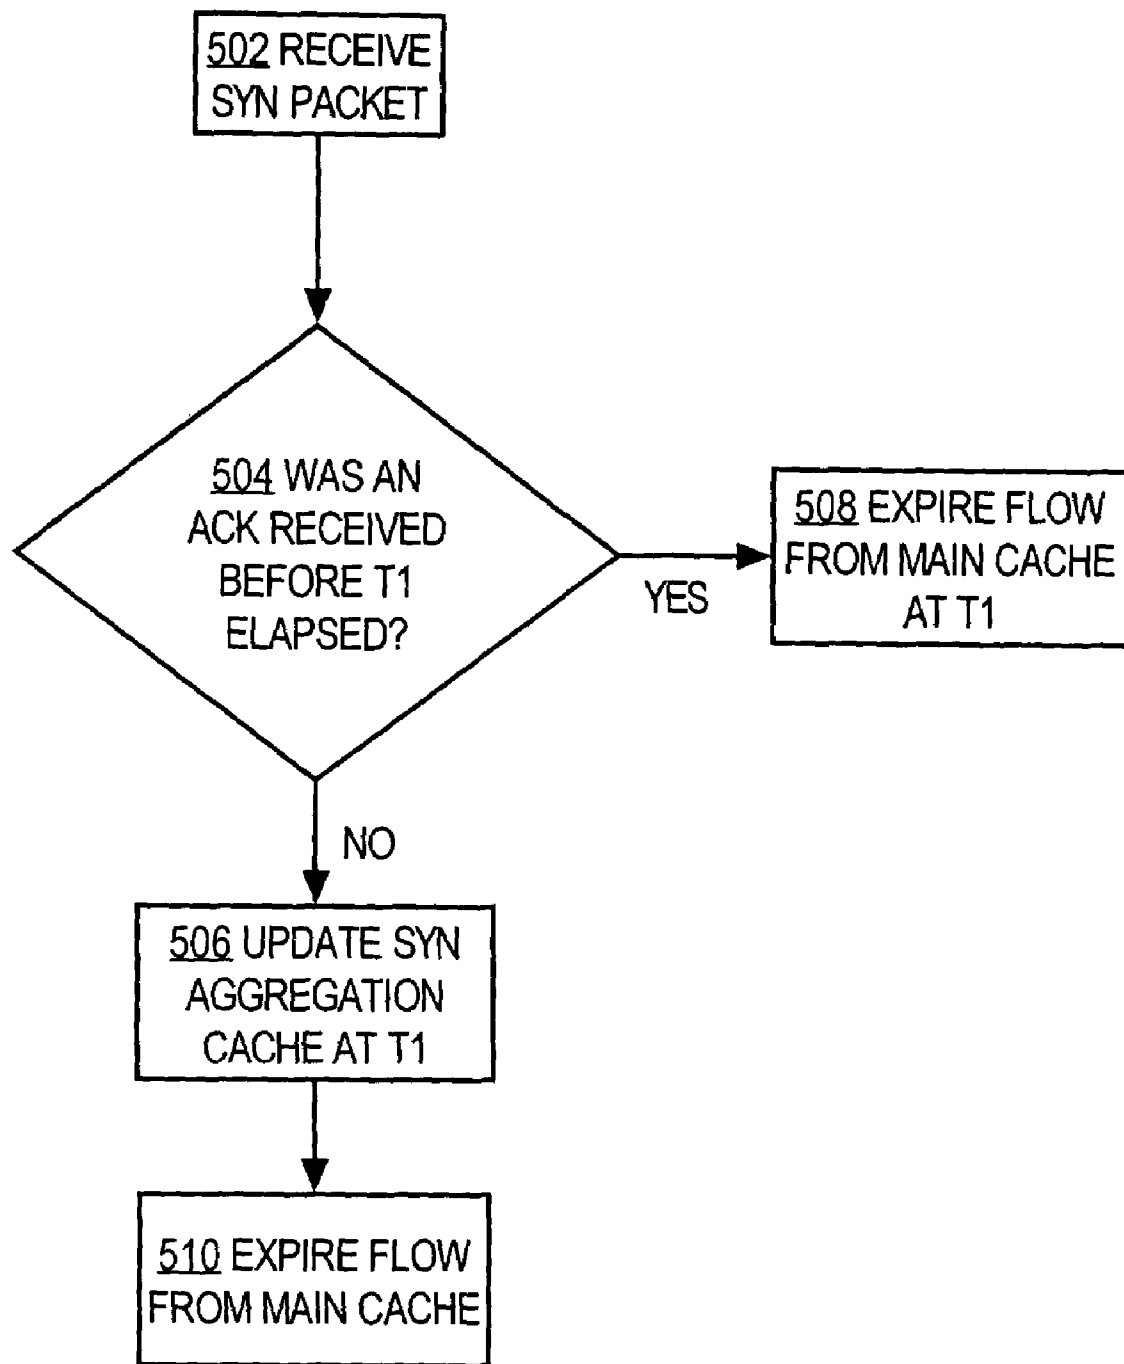 502 RECEIVE
SYN PACKET
504 WAS AN
ACK RECEIVED
BEFORE T1
ELAPSED?
YES
508 EXPIRE FLOW
FROM MAIN CACHE
AT T1
NO
506 UPDATE SYN
AGGREGATION
CACHE AT T1
510 EXPIRE FLOW
FROM MAIN CACHE